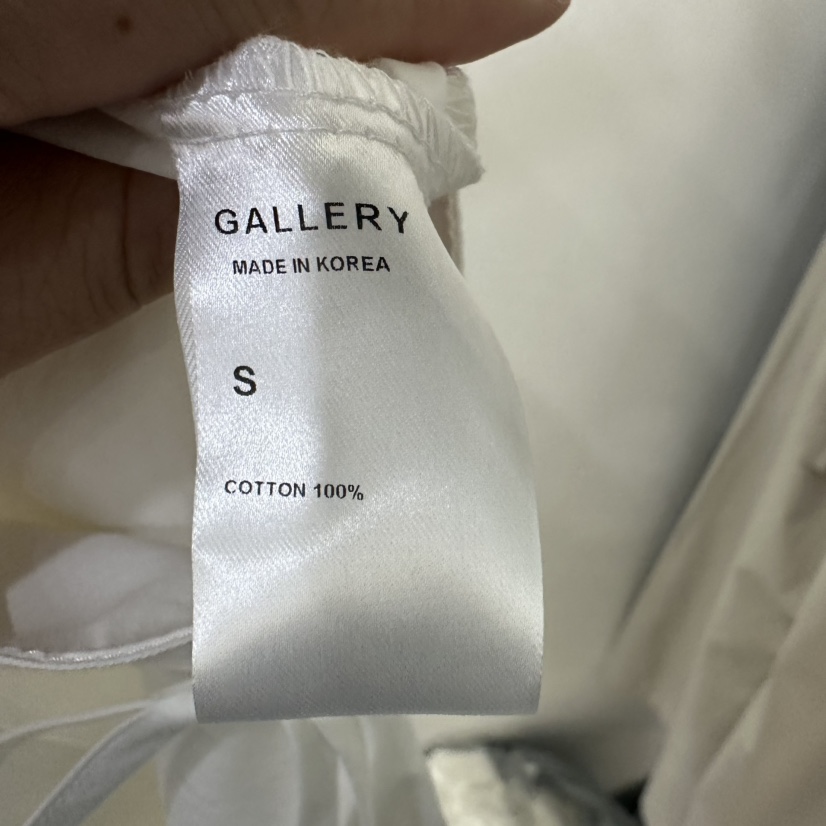 GALLERY
MADE IN KOREA
S
COTTON 100%